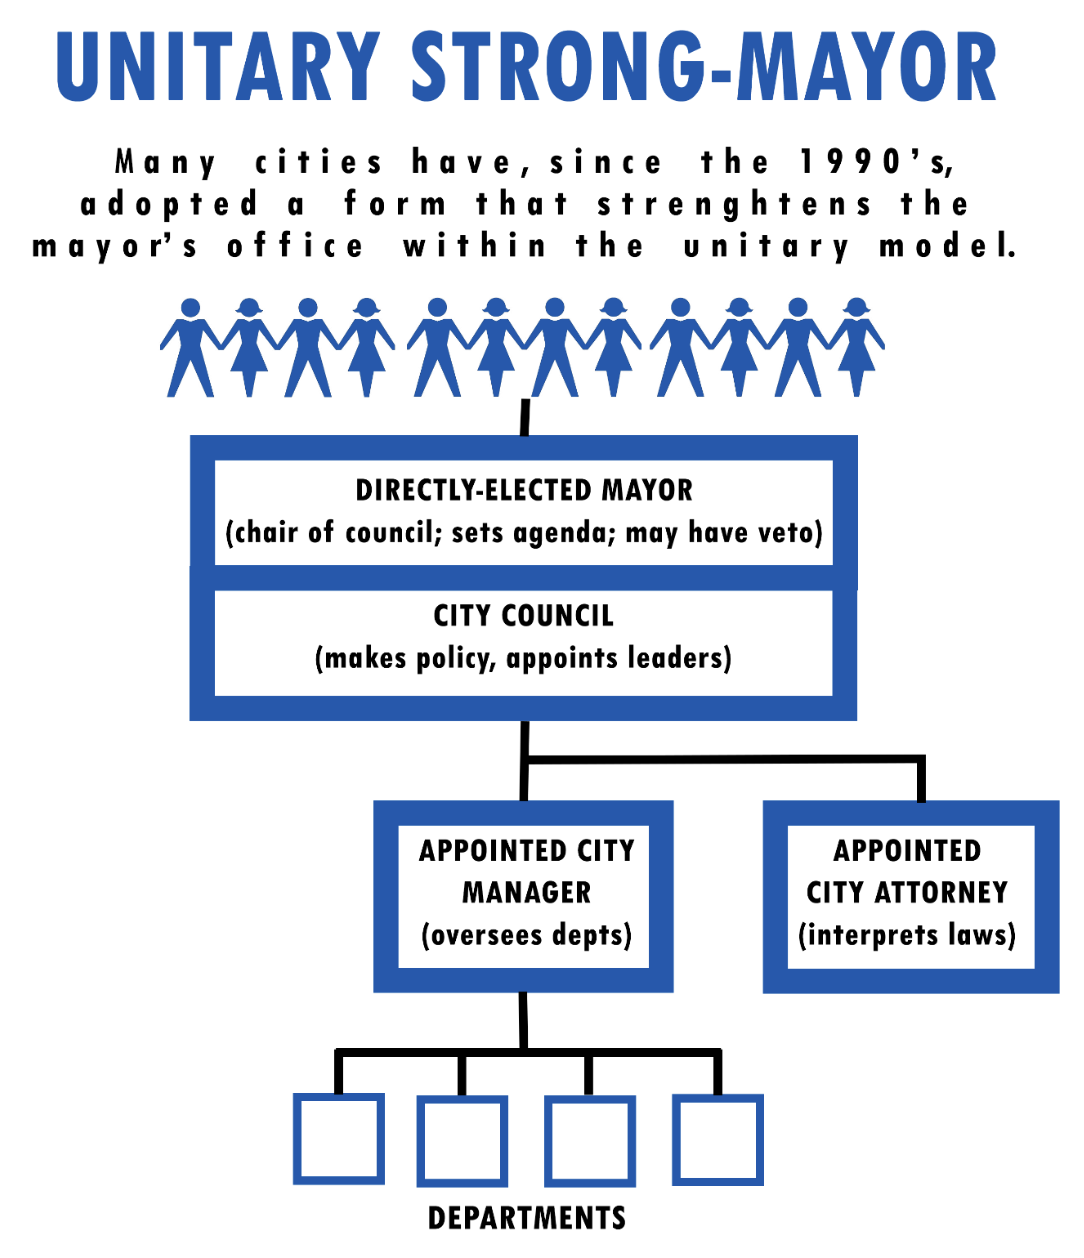 UNITARY STRONG-MAYOR
Many cities have, since the 1990's,
adopted a form that strenghtens the
mayor's office within the unitary model.
DIRECTLY-ELECTED MAYOR
(chair of council; sets agenda; may have veto)
CITY COUNCIL
(makes policy, appoints leaders)
APPOINTED CITY
MANAGER
(oversees depts)
APPOINTED
CITY ATTORNEY
(interprets laws)
DEPARTMENTS